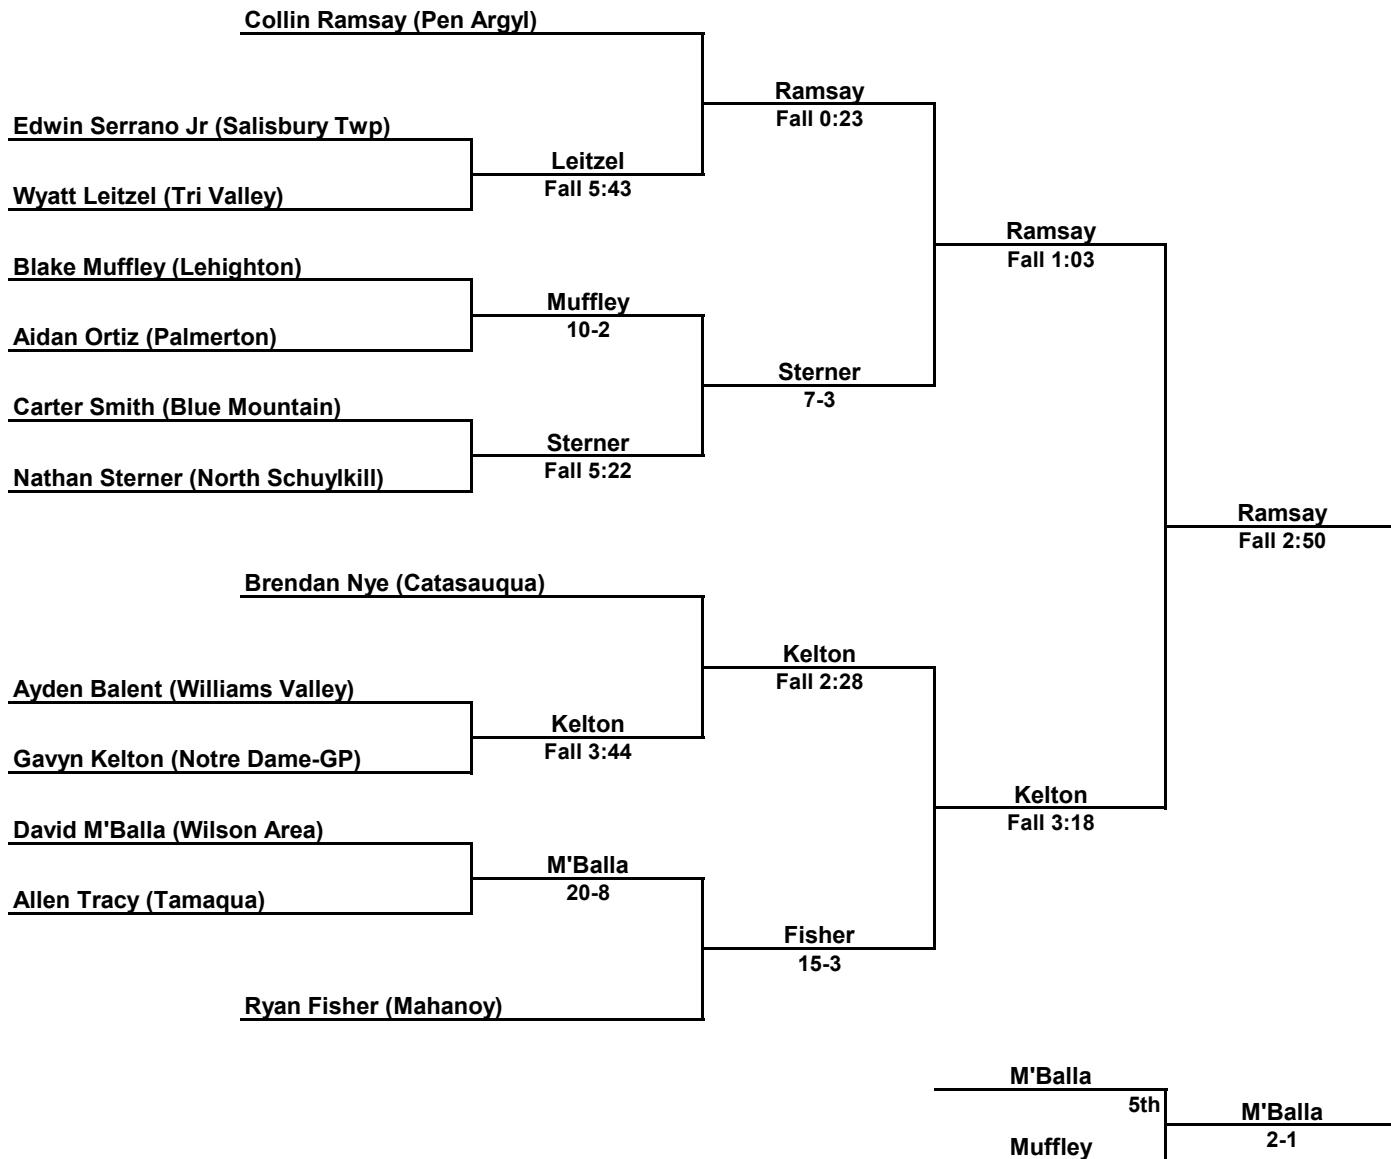 Collin Ramsay (Pen Argyl)
Ramsay
Fall 0:23
Edwin Serrano Jr (Salisbury Twp)
Leitzel
Fall 5:43
Wyatt Leitzel (Tri Valley)
Ramsay
Fall 1:03
Blake Muffley (Lehighton)
Muffley
10-2
Aidan Ortiz (Palmerton)
Sterner
7-3
Carter Smith (Blue Mountain)
Sterner
Fall 5:22
Nathan Sterner (North Schuylkill)
Ramsay
Fall 2:50
Brendan Nye (Catasauqua)
Kelton
Fall 2:28
Ayden Balent (Williams Valley)
Kelton
Fall 3:44
Gavyn Kelton (Notre Dame-GP)
Kelton
Fall 3:18
David M'Balla (Wilson Area)
M'Balla
20-8
Allen Tracy (Tamaqua)
Fisher
15-3
Ryan Fisher (Mahanoy)
M'Balla
5th
M'Balla
2-1
Muffley